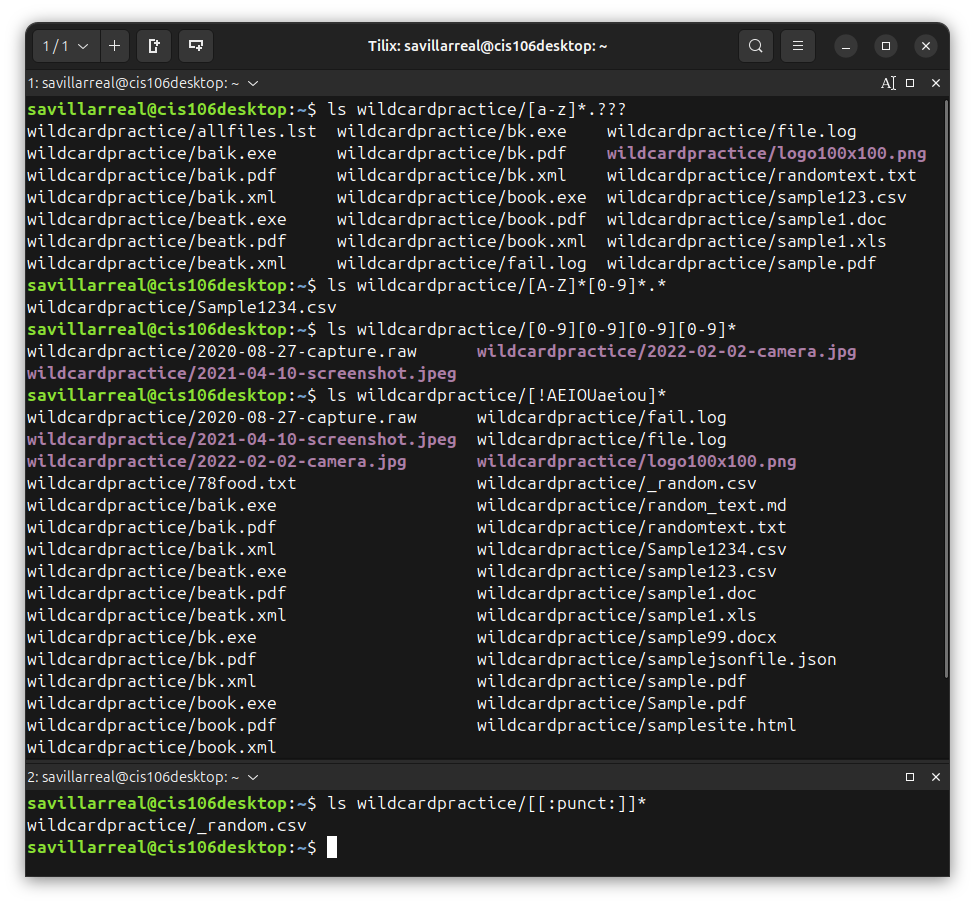 1 / 1
Tilix: savillarreal@cis106desktop: ~
1: savillarreal@cis106desktop: ~
savillarreal@cis106desktop:~$ ls wildcardpractice/[a-z]*.???
wildcardpractice/allfiles.lst  wildcardpractice/bk.exe    wildcardpractice/file.log
wildcardpractice/baik.exe      wildcardpractice/bk.pdf    wildcardpractice/logo100x100.png
wildcardpractice/baik.pdf      wildcardpractice/bk.xml    wildcardpractice/randomtext.txt
wildcardpractice/baik.xml      wildcardpractice/book.exe  wildcardpractice/sample123.csv
wildcardpractice/beatk.exe     wildcardpractice/book.pdf  wildcardpractice/sample1.doc
wildcardpractice/beatk.pdf     wildcardpractice/book.xml  wildcardpractice/sample1.xls
wildcardpractice/beatk.xml     wildcardpractice/fail.log  wildcardpractice/sample.pdf
savillarreal@cis106desktop:~$ ls wildcardpractice/[A-Z]*[0-9]*.*
wildcardpractice/Sample1234.csv
savillarreal@cis106desktop:~$ ls wildcardpractice/[0-9][0-9][0-9][0-9]*
wildcardpractice/2020-08-27-capture.raw      wildcardpractice/2022-02-02-camera.jpg
wildcardpractice/2021-04-10-screenshot.jpeg
savillarreal@cis106desktop:~$ ls wildcardpractice/[!AEIOUaeiou]*
wildcardpractice/2020-08-27-capture.raw      wildcardpractice/fail.log
wildcardpractice/2021-04-10-screenshot.jpeg  wildcardpractice/file.log
wildcardpractice/2022-02-02-camera.jpg       wildcardpractice/logo100x100.png
wildcardpractice/78food.txt                  wildcardpractice/_random.csv
wildcardpractice/baik.exe                    wildcardpractice/random_text.md
wildcardpractice/baik.pdf                    wildcardpractice/randomtext.txt
wildcardpractice/baik.xml                    wildcardpractice/Sample1234.csv
wildcardpractice/beatk.exe                   wildcardpractice/sample123.csv
wildcardpractice/beatk.pdf                   wildcardpractice/sample1.doc
wildcardpractice/beatk.xml                   wildcardpractice/sample1.xls
wildcardpractice/bk.exe                      wildcardpractice/sample99.docx
wildcardpractice/bk.pdf                      wildcardpractice/samplejsonfile.json
wildcardpractice/bk.xml                      wildcardpractice/sample.pdf
wildcardpractice/book.exe                    wildcardpractice/Sample.pdf
wildcardpractice/book.pdf                    wildcardpractice/samplesite.html
wildcardpractice/book.xml
2: savillarreal@cis106desktop: ~
savillarreal@cis106desktop:~$ ls wildcardpractice/[[:punct:]]*
wildcardpractice/_random.csv
savillarreal@cis106desktop:~$